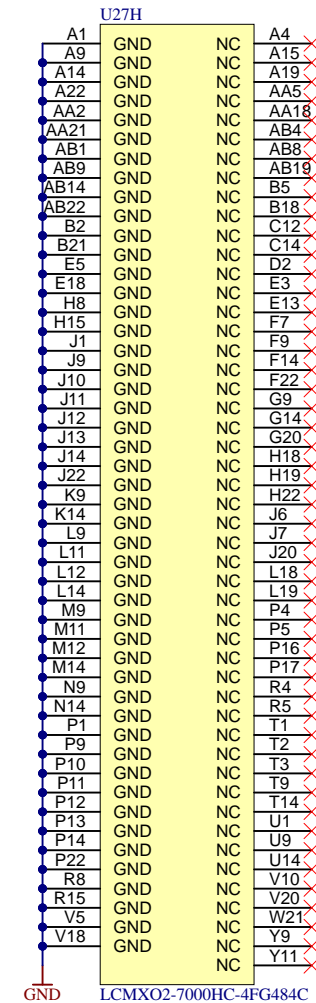 U27H
A1 GND NC A4
A9 GND NC A15
A14 GND NC A19
A22 GND NC AA5
AA2 GND NC AA18
AA21 GND NC AB4
AB1 GND NC AB8
AB9 GND NC AB19
AB14 GND NC B5
AB22 GND NC B18
B2 GND NC C12
B21 GND NC C14
E5 GND NC D2
E18 GND NC E3
H8 GND NC E13
H15 GND NC F7
J1 GND NC F9
J9 GND NC F14
J10 GND NC F22
J11 GND NC G9
J12 GND NC G14
J13 GND NC G20
J14 GND NC H18
J22 GND NC H19
K9 GND NC H22
K14 GND NC J6
L9 GND NC J7
L11 GND NC J20
L12 GND NC L18
L14 GND NC L19
M9 GND NC P4
M11 GND NC P5
M12 GND NC P16
M14 GND NC P17
N9 GND NC R4
N14 GND NC R5
P1 GND NC T1
P9 GND NC T2
P10 GND NC T3
P11 GND NC T9
P12 GND NC T14
P13 GND NC U1
P14 GND NC U9
P22 GND NC U14
R8 GND NC V10
R15 GND NC V20
V5 GND NC W21
V18 GND NC Y9
NC Y11
GND LCMXO2-7000HC-4FG484C